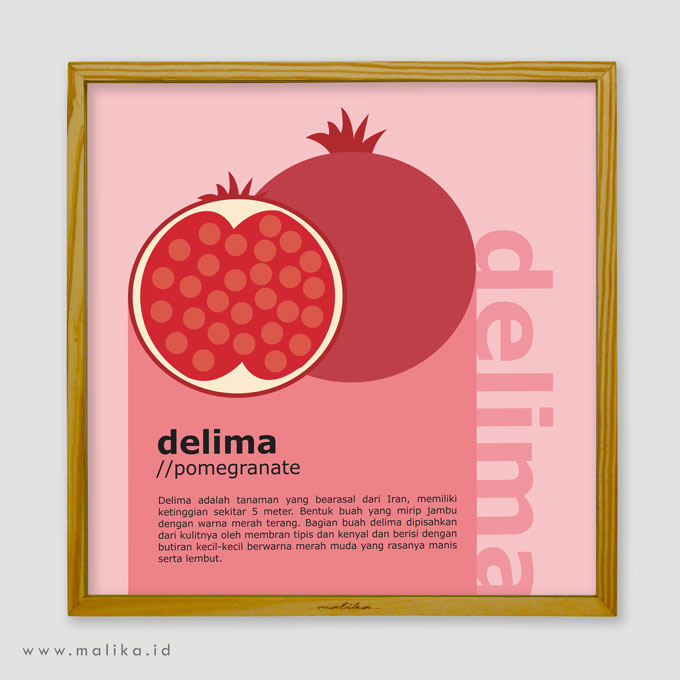 delima
//pomegranate
Delima adalah tanaman yang bearasal dari Iran, memiliki
ketinggian sekitar 5 meter. Bentuk buah yang mirip jambu
dengan warna merah terang. Bagian buah delima dipisahkan
dari kulitnya oleh membran tipis dan kenyal dan berisi dengan
butiran kecil-kecil berwarna merah muda yang rasanya manis
serta lembut.
delima
malika
www.malika.id